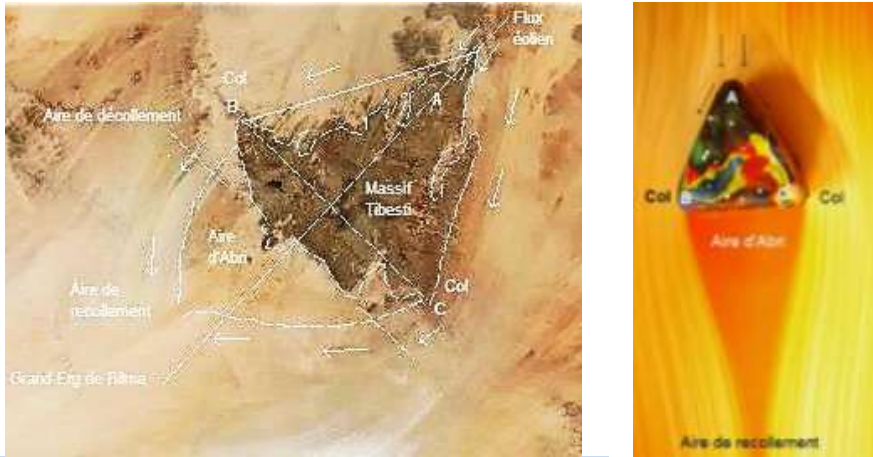 Flux
éolien
Col
B
A
Aire de décollement
Massif
Tibesti
Aire
d'Abri
Col
C
Aire de
recollement
Grand Erg de Bilma
A
Col
B
Col
Aire d'Abri
Aire de recollement